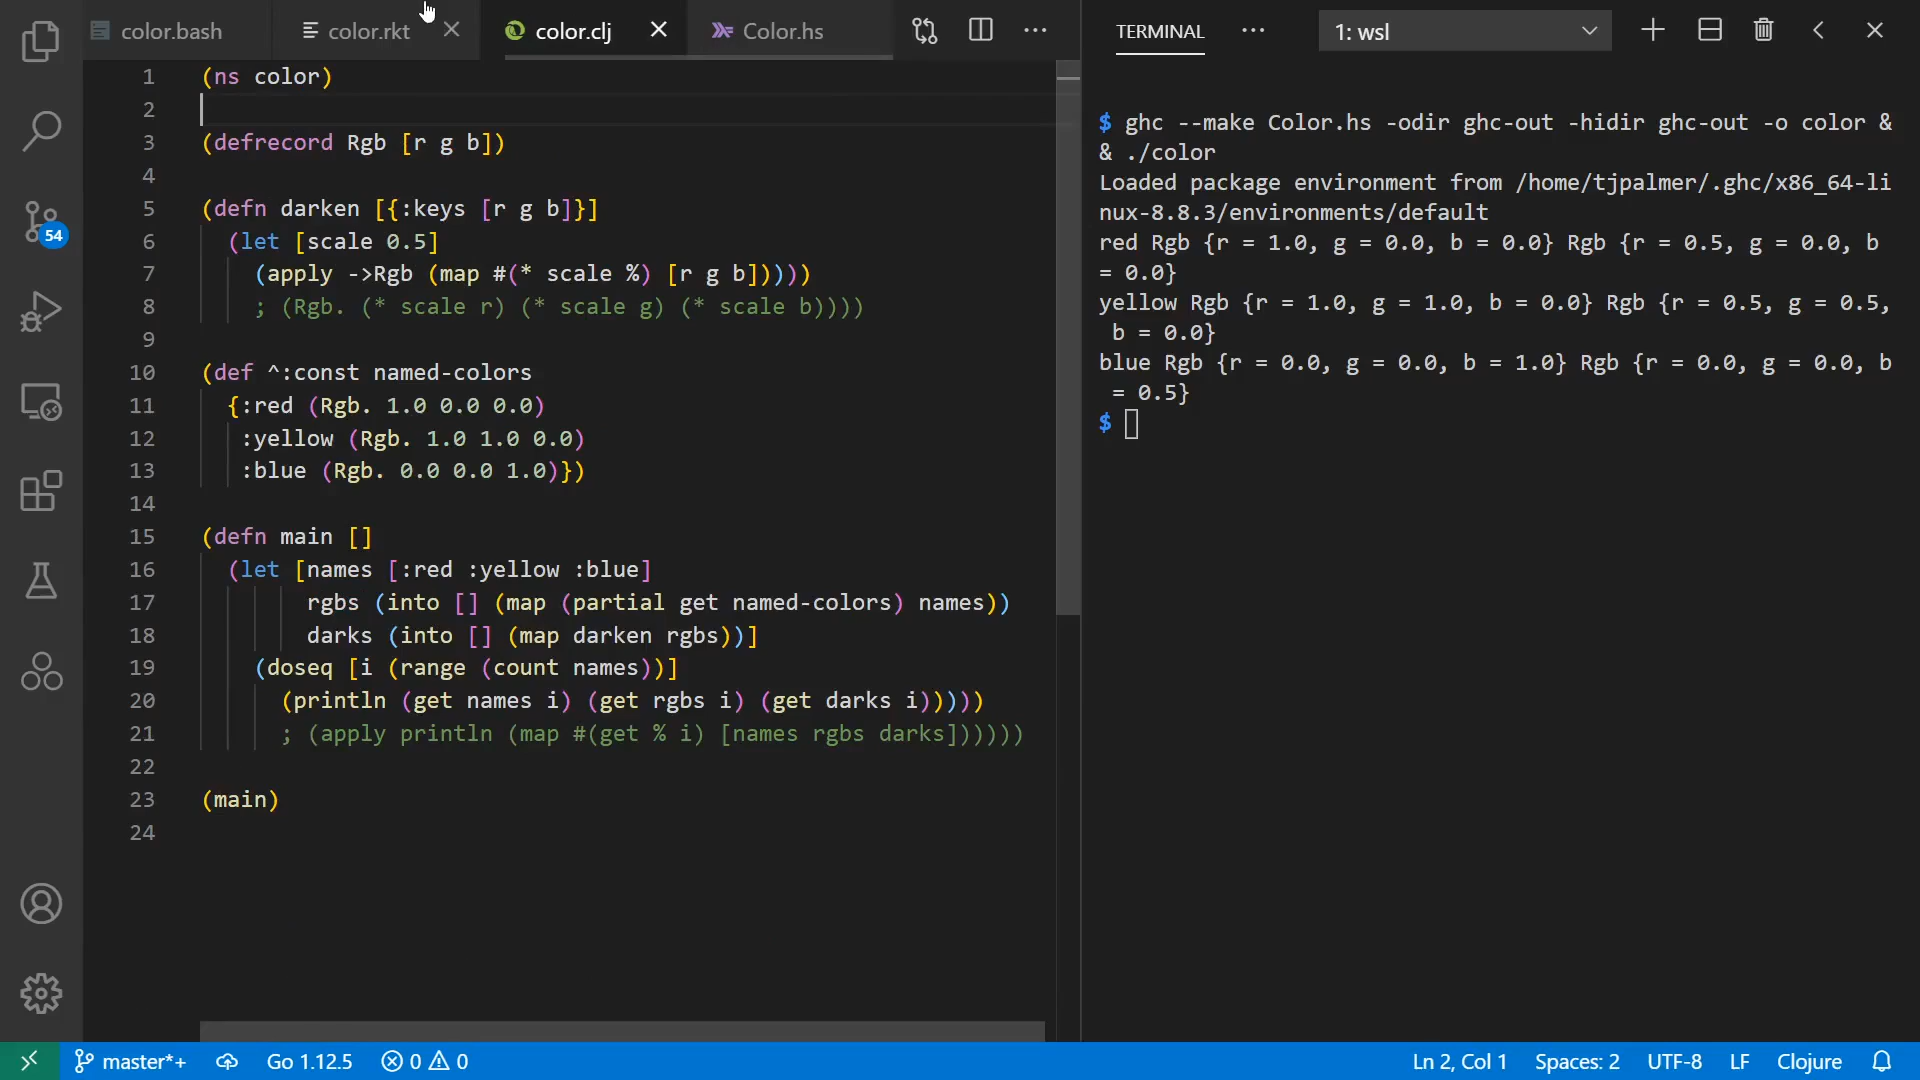 color.bash
color.rkt
color.clj
Color.hs
1 (ns color)
2
3 (defrecord Rgb [r g b])
4
5 (defn darken [{:keys [r g b]}]
6 (let [scale 0.5]
7 (apply ->Rgb (map #(* scale %) [r g b]))))
8 ; (Rgb. (* scale r) (* scale g) (* scale b))))
9
10 (def ^:const named-colors
11 {:red (Rgb. 1.0 0.0 0.0)
12 :yellow (Rgb. 1.0 1.0 0.0)
13 :blue (Rgb. 0.0 0.0 1.0)})
14
15 (defn main []
16 (let [names [:red :yellow :blue]
17 rgbs (into [] (map (partial get named-colors) names))
18 darks (into [] (map darken rgbs))]
19 (doseq [i (range (count names))]
20 (println (get names i) (get rgbs i) (get darks i)))))
21 ; (apply println (map #(get % i) [names rgbs darks])))))
22
23 (main)
24
TERMINAL
1: wsl
$ ghc --make Color.hs -odir ghc-out -hidir ghc-out -o color &
& ./color
Loaded package environment from /home/tjpalmer/.ghc/x86_64-li
nux-8.8.3/environments/default
red Rgb {r = 1.0, g = 0.0, b = 0.0} Rgb {r = 0.5, g = 0.0, b
= 0.0}
yellow Rgb {r = 1.0, g = 1.0, b = 0.0} Rgb {r = 0.5, g = 0.5,
b = 0.0}
blue Rgb {r = 0.0, g = 0.0, b = 1.0} Rgb {r = 0.0, g = 0.0, b
= 0.5}
$
54
master*+
Go 1.12.5
0
0
Ln 2, Col 1
Spaces: 2
UTF-8
LF
Clojure